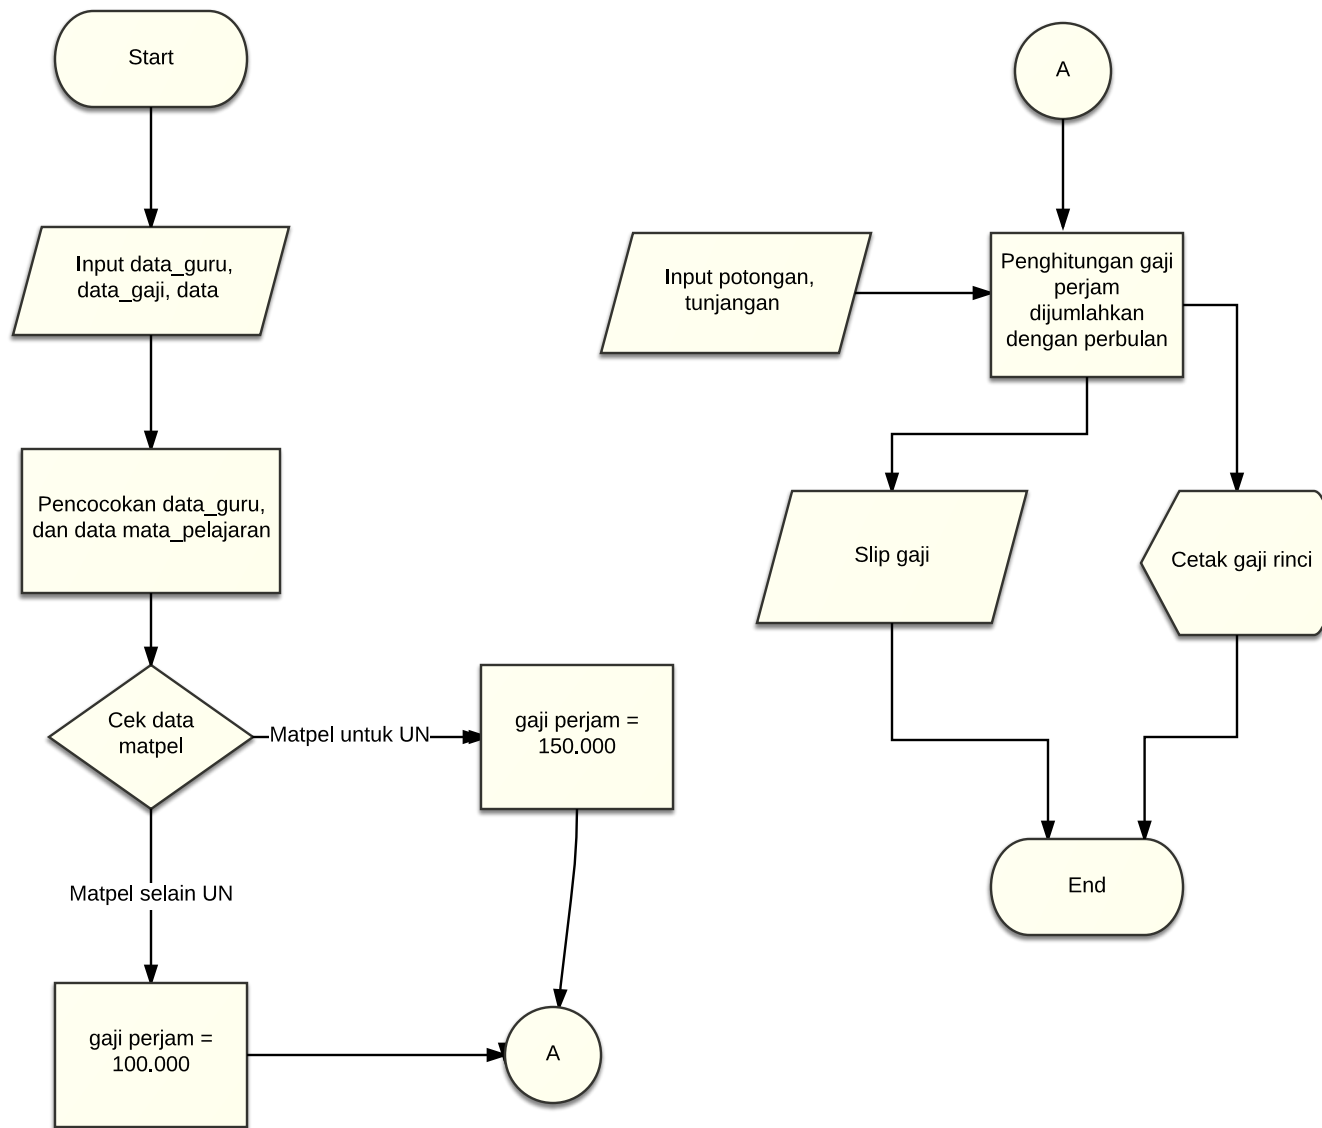 Start
Input data_guru,
data_gaji, data
Pencocokan data_guru,
dan data mata_pelajaran
Cek data
matpel
Matpel untuk UN
gaji perjam =
150.000
Matpel selain UN
gaji perjam =
100.000
A
A
Input potongan,
tunjangan
Penghitungan gaji
perjam
dijumlahkan
dengan perbulan
Slip gaji
Cetak gaji rinci
End